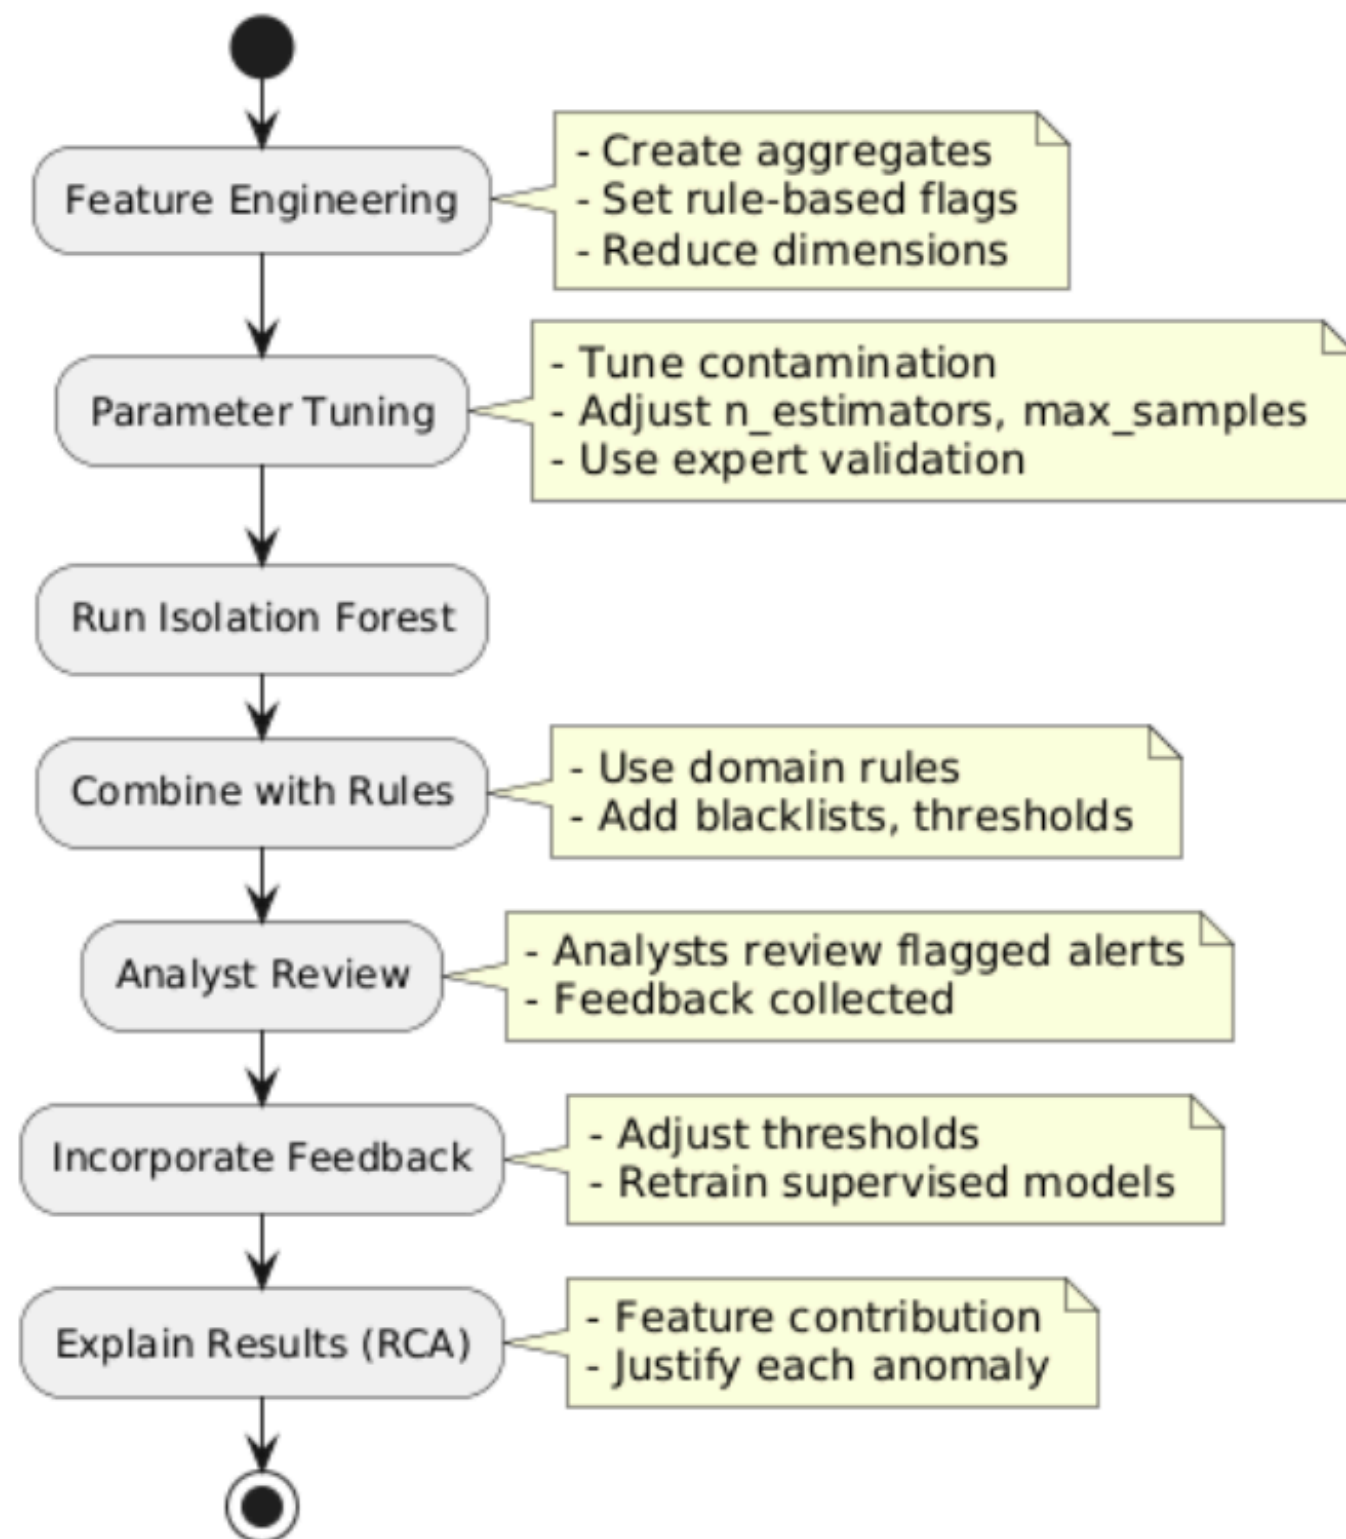 Feature Engineering
- Create aggregates
- Set rule-based flags
- Reduce dimensions
Parameter Tuning
- Tune contamination
- Adjust n_estimators, max_samples
- Use expert validation
Run Isolation Forest
Combine with Rules
- Use domain rules
- Add blacklists, thresholds
Analyst Review
- Analysts review flagged alerts
- Feedback collected
Incorporate Feedback
- Adjust thresholds
- Retrain supervised models
Explain Results (RCA)
- Feature contribution
- Justify each anomaly